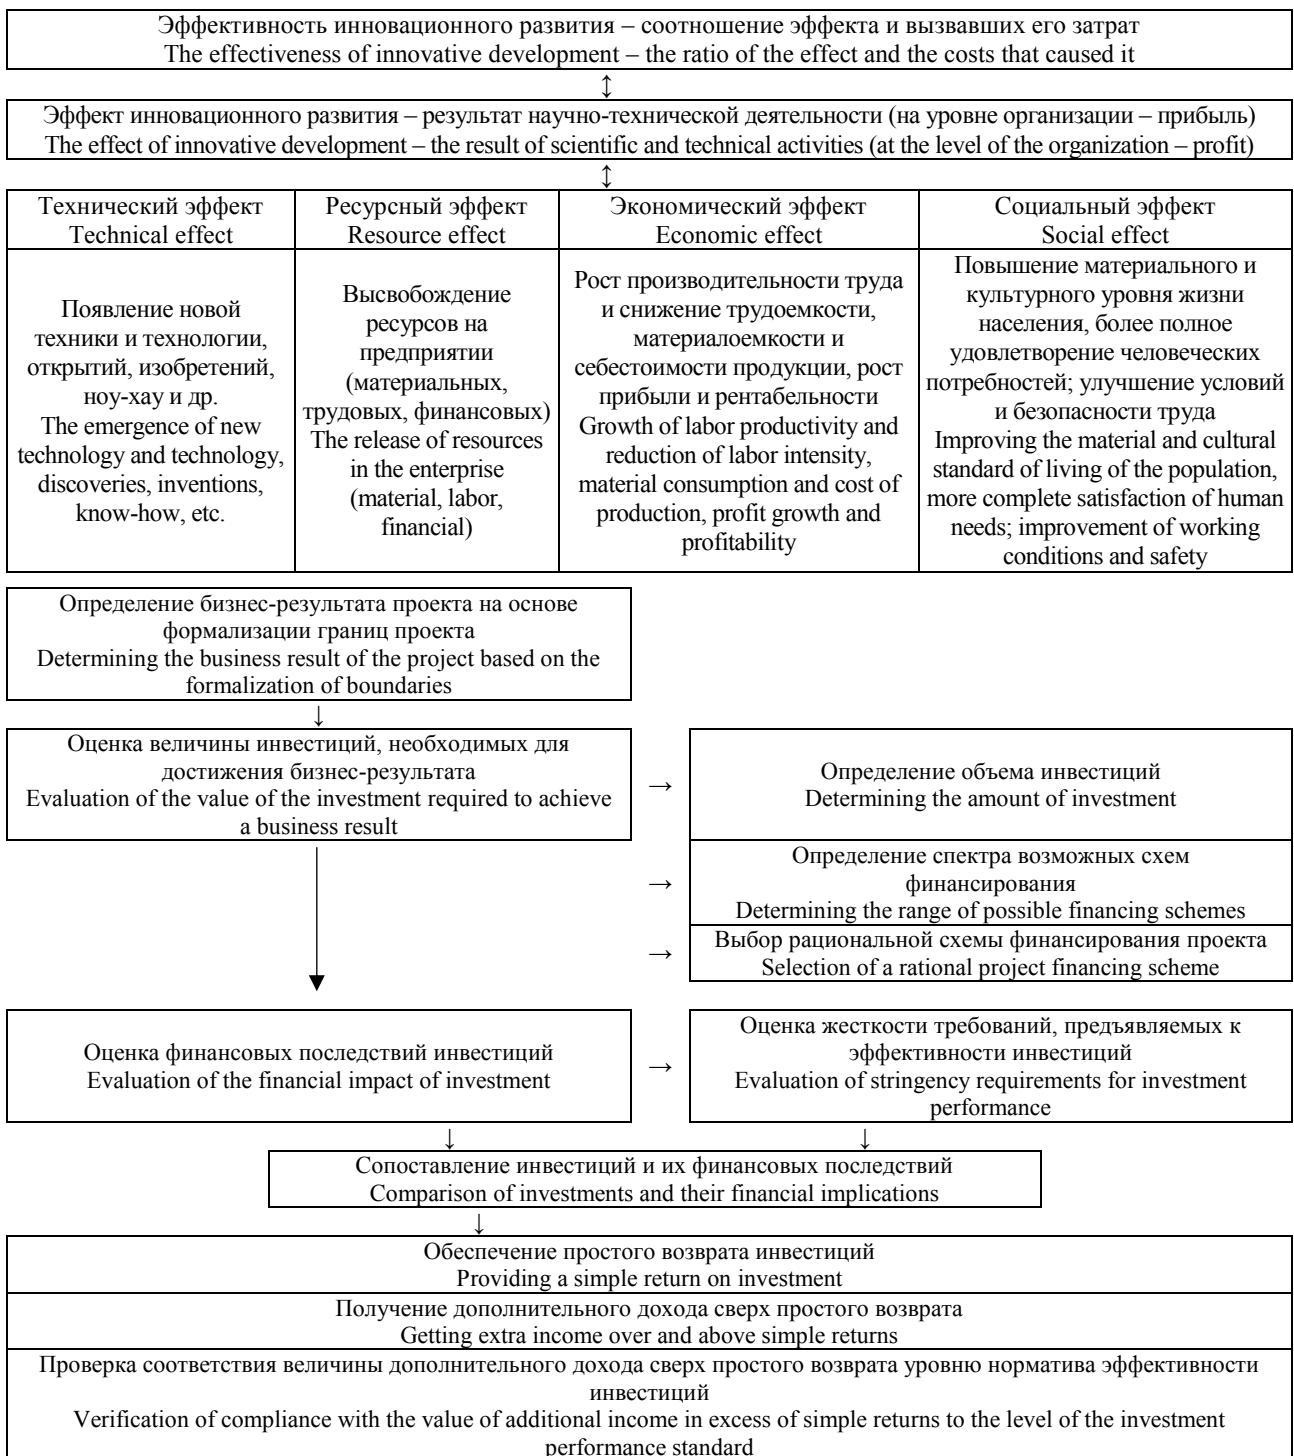 Эффективность инновационного развития – соотношение эффекта и вызвавших его затрат
The effectiveness of innovative development – the ratio of the effect and the costs that caused it
↕
Эффект инновационного развития – результат научно-технической деятельности (на уровне организации – прибыль)
The effect of innovative development – the result of scientific and technical activities (at the level of the organization – profit)
↕
Технический эффект
Technical effect
Ресурсный эффект
Resource effect
Экономический эффект
Economic effect
Социальный эффект
Social effect
Появление новой
техники и технологии,
открытий, изобретений,
ноу-хау и др.
The emergence of new
technology and technology,
discoveries, inventions,
know-how, etc.
Высвобождение
ресурсов на
предприятии
(материальных,
трудовых, финансовых)
The release of resources
in the enterprise
(material, labor,
financial)
Рост производительности труда
и снижение трудоемкости,
материалоемкости и
себестоимости продукции, рост
прибыли и рентабельности
Growth of labor productivity and
reduction of labor intensity,
material consumption and cost of
production, profit growth and
profitability
Повышение материального и
культурного уровня жизни
населения, более полное
удовлетворение человеческих
потребностей; улучшение условий
и безопасности труда
Improving the material and cultural
standard of living of the population,
more complete satisfaction of human
needs; improvement of working
conditions and safety
Определение бизнес-результата проекта на основе
формализации границ проекта
Determining the business result of the project based on the
formalization of boundaries
↓
Оценка величины инвестиций, необходимых для
достижения бизнес-результата
Evaluation of the value of the investment required to achieve
a business result
→
Определение объема инвестиций
Determining the amount of investment
→
Определение спектра возможных схем
финансирования
Determining the range of possible financing schemes
→
Выбор рациональной схемы финансирования проекта
Selection of a rational project financing scheme
Оценка финансовых последствий инвестиций
Evaluation of the financial impact of investment
→
Оценка жесткости требований, предъявляемых к
эффективности инвестиций
Evaluation of stringency requirements for investment
performance
↓ ↓
Сопоставление инвестиций и их финансовых последствий
Comparison of investments and their financial implications
↓
Обеспечение простого возврата инвестиций
Providing a simple return on investment
Получение дополнительного дохода сверх простого возврата
Getting extra income over and above simple returns
Проверка соответствия величины дополнительного дохода сверх простого возврата уровню норматива эффективности
инвестиций
Verification of compliance with the value of additional income in excess of simple returns to the level of the investment
performance standard